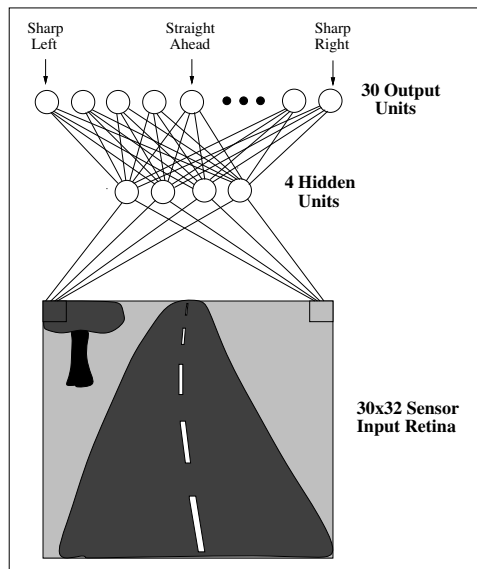 Sharp
Left
Straight
Ahead
Sharp
Right
30 Output
Units
4 Hidden
Units
30x32 Sensor
Input Retina